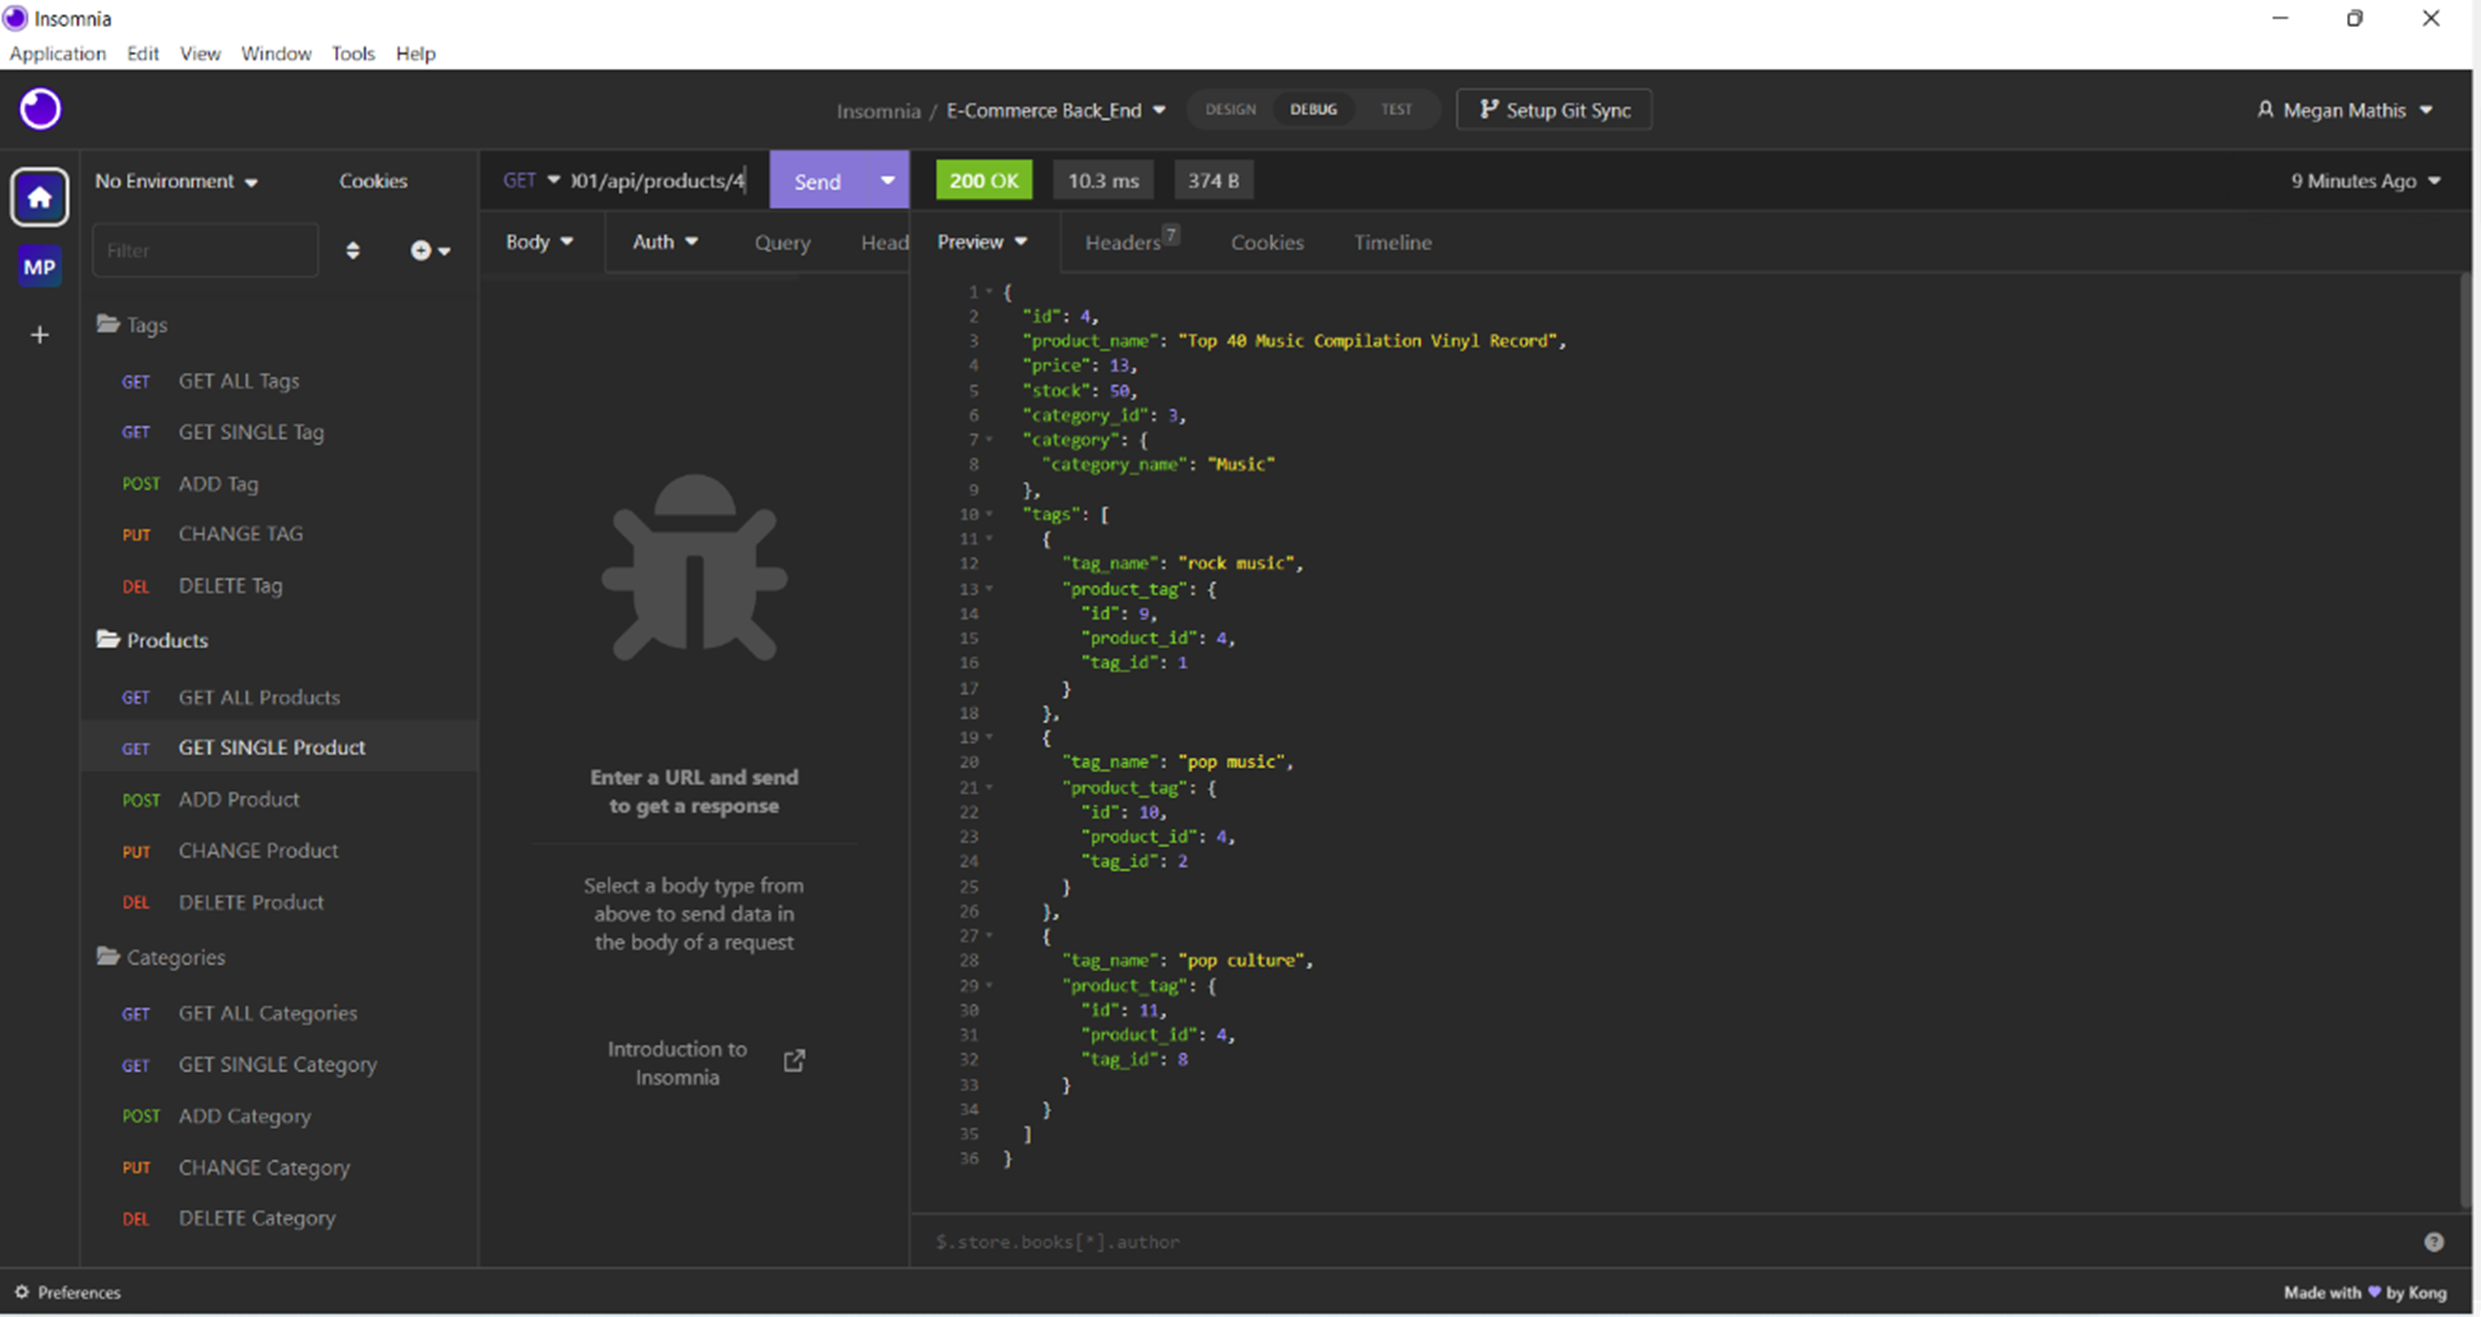 Insomnia
Application Edit View Window Tools Help
Insomnia / E-Commerce Back_End DESIGN DEBUG TEST Setup Git Sync Megan Mathis
No Environment Cookies
GET )01/api/products/4 Send
200 OK 10.3 ms 374 B 9 Minutes Ago
Filter
MP
Body Auth Query Head
Preview Headers 7 Cookies Timeline
Tags
GET GET ALL Tags
GET GET SINGLE Tag
POST ADD Tag
PUT CHANGE TAG
DEL DELETE Tag
Products
GET GET ALL Products
GET GET SINGLE Product
POST ADD Product
PUT CHANGE Product
DEL DELETE Product
Categories
GET GET ALL Categories
GET GET SINGLE Category
POST ADD Category
PUT CHANGE Category
DEL DELETE Category
Enter a URL and send
to get a response
Select a body type from
above to send data in
the body of a request
Introduction to
Insomnia
1 {
2 "id": 4,
3 "product_name": "Top 40 Music Compilation Vinyl Record",
4 "price": 13,
5 "stock": 50,
6 "category_id": 3,
7 "category": {
8 "category_name": "Music"
9 },
10 "tags": [
11 {
12 "tag_name": "rock music",
13 "product_tag": {
14 "id": 9,
15 "product_id": 4,
16 "tag_id": 1
17 }
18 },
19 {
20 "tag_name": "pop music",
21 "product_tag": {
22 "id": 10,
23 "product_id": 4,
24 "tag_id": 2
25 }
26 },
27 {
28 "tag_name": "pop culture",
29 "product_tag": {
30 "id": 11,
31 "product_id": 4,
32 "tag_id": 8
33 }
34 }
35 ]
36 }
$.store.books[*].author
Preferences
Made with 💜 by Kong